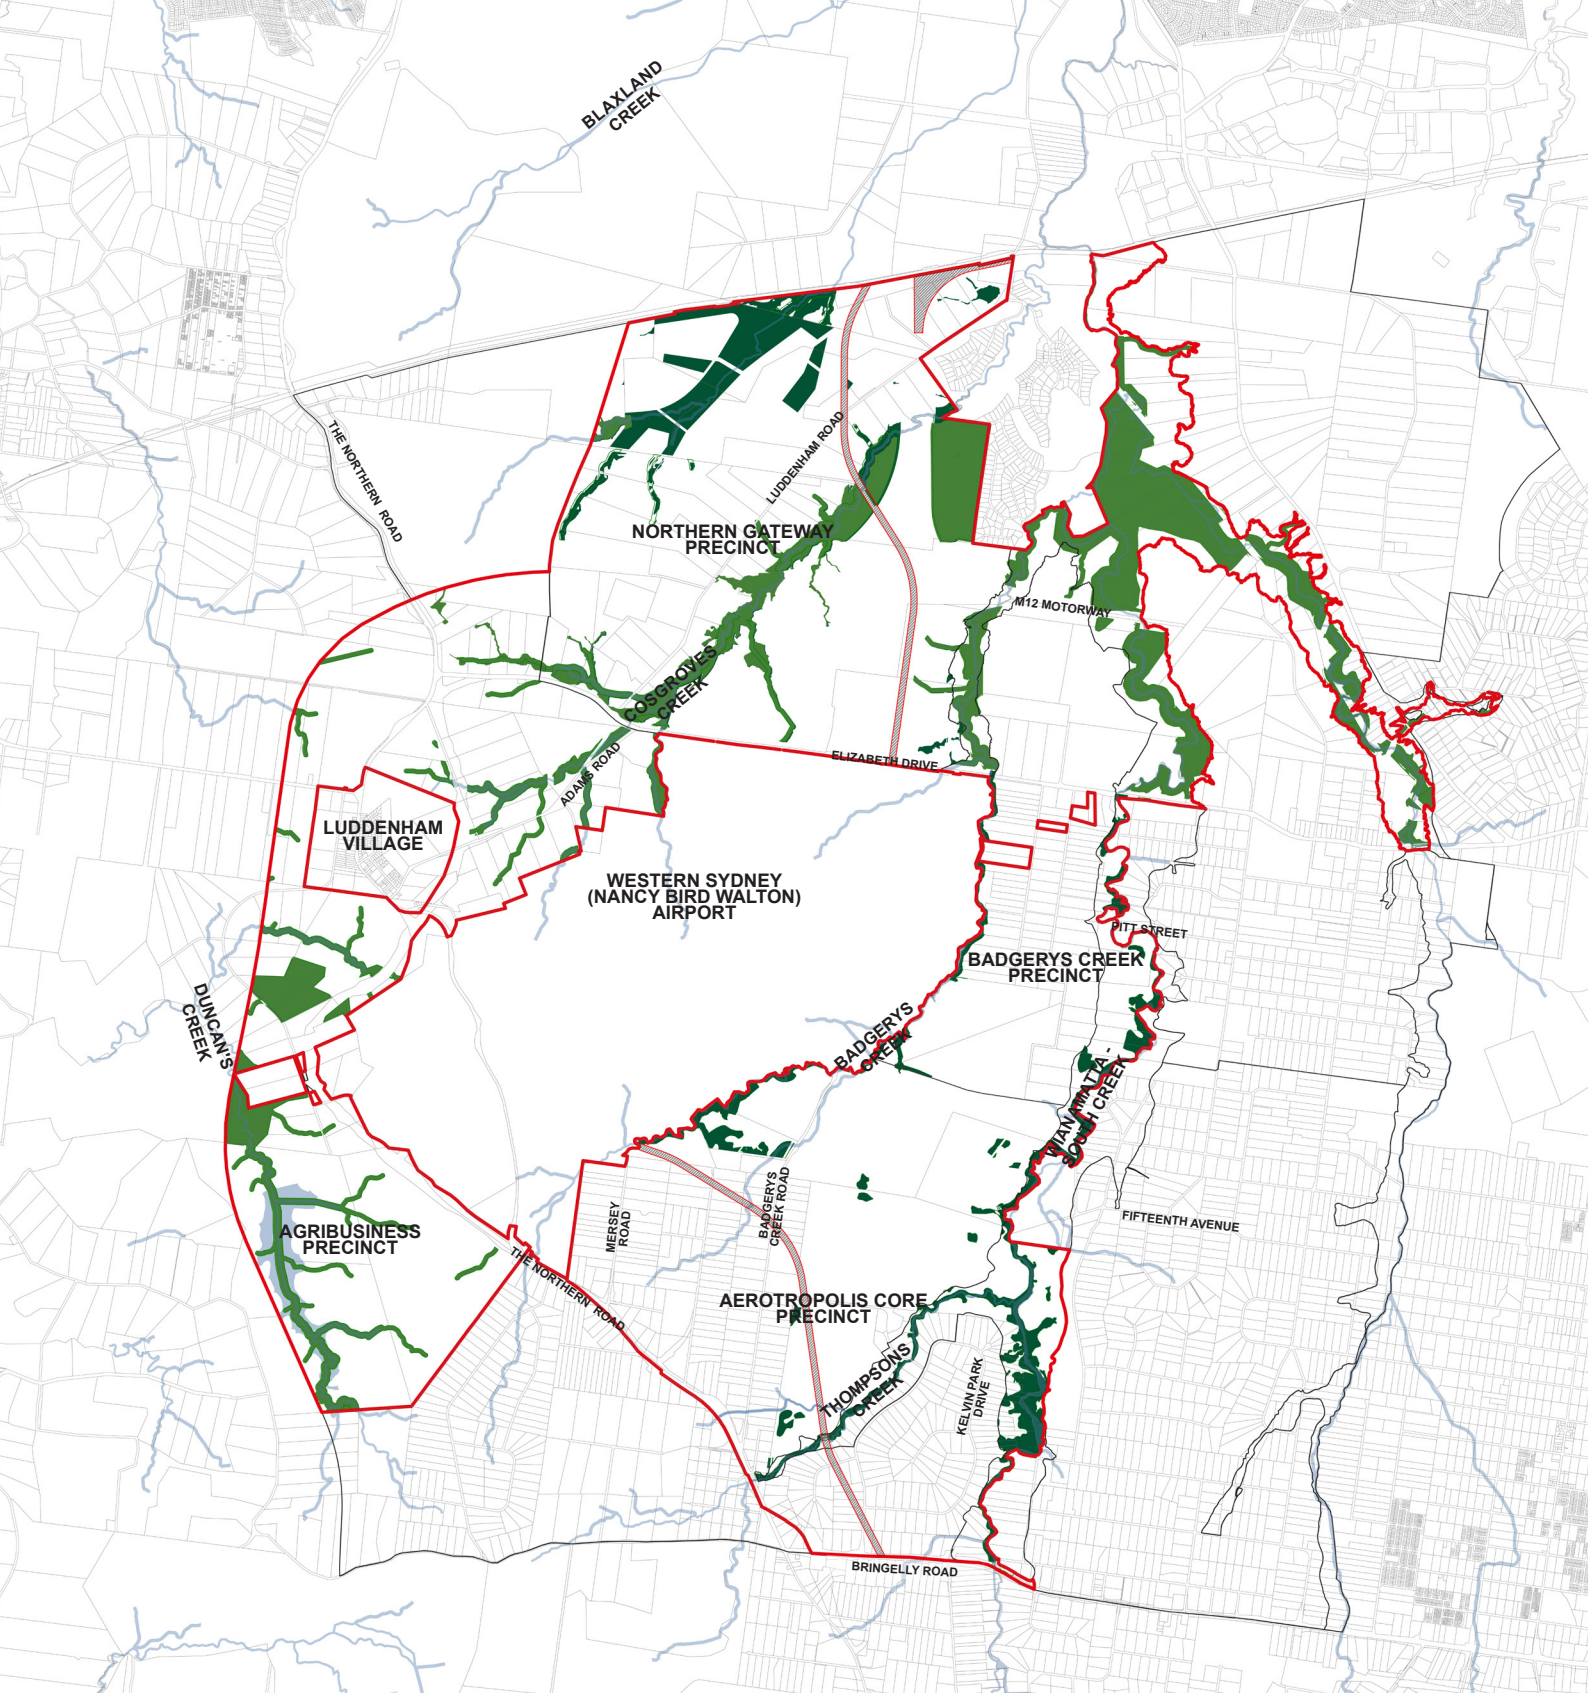 BLAXLAND
CREEK
THE NORTHERN ROAD
LUDDENHAM ROAD
NORTHERN GATEWAY
PRECINCT
M12 MOTORWAY
COSGROVES
CREEK
ELIZABETH DRIVE
ADAMS ROAD
LUDDENHAM
VILLAGE
WESTERN SYDNEY
(NANCY BIRD WALTON)
AIRPORT
PITT STREET
BADGERYS CREEK
PRECINCT
DUNCAN'S
CREEK
BADGERYS
CREEK
WIANAMATTA -
SOUTH CREEK
MERSEY
ROAD
BADGERYS
CREEK ROAD
FIFTEENTH AVENUE
AGRIBUSINESS
PRECINCT
THE NORTHERN ROAD
AEROTROPOLIS CORE
PRECINCT
THOMPSONS
CREEK
KELVIN PARK
DRIVE
BRINGELLY ROAD